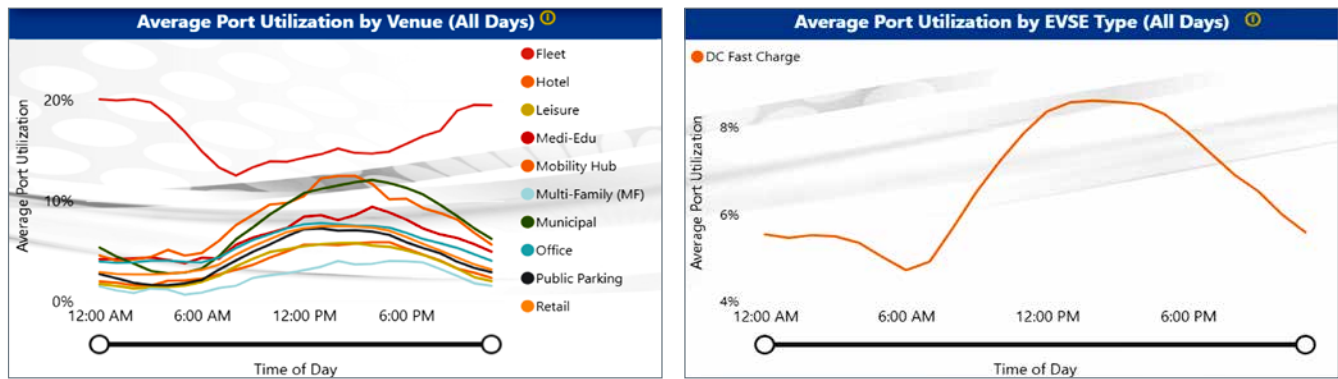 Average Port Utilization by Venue (All Days)
Average Port Utilization
20%
10%
0%
12:00 AM 6:00 AM 12:00 PM 6:00 PM
Time of Day
Fleet
Hotel
Leisure
Medi-Edu
Mobility Hub
Multi-Family (MF)
Municipal
Office
Public Parking
Retail
Average Port Utilization by EVSE Type (All Days)
DC Fast Charge
Average Port Utilization
8%
6%
4%
12:00 AM 6:00 AM 12:00 PM 6:00 PM
Time of Day